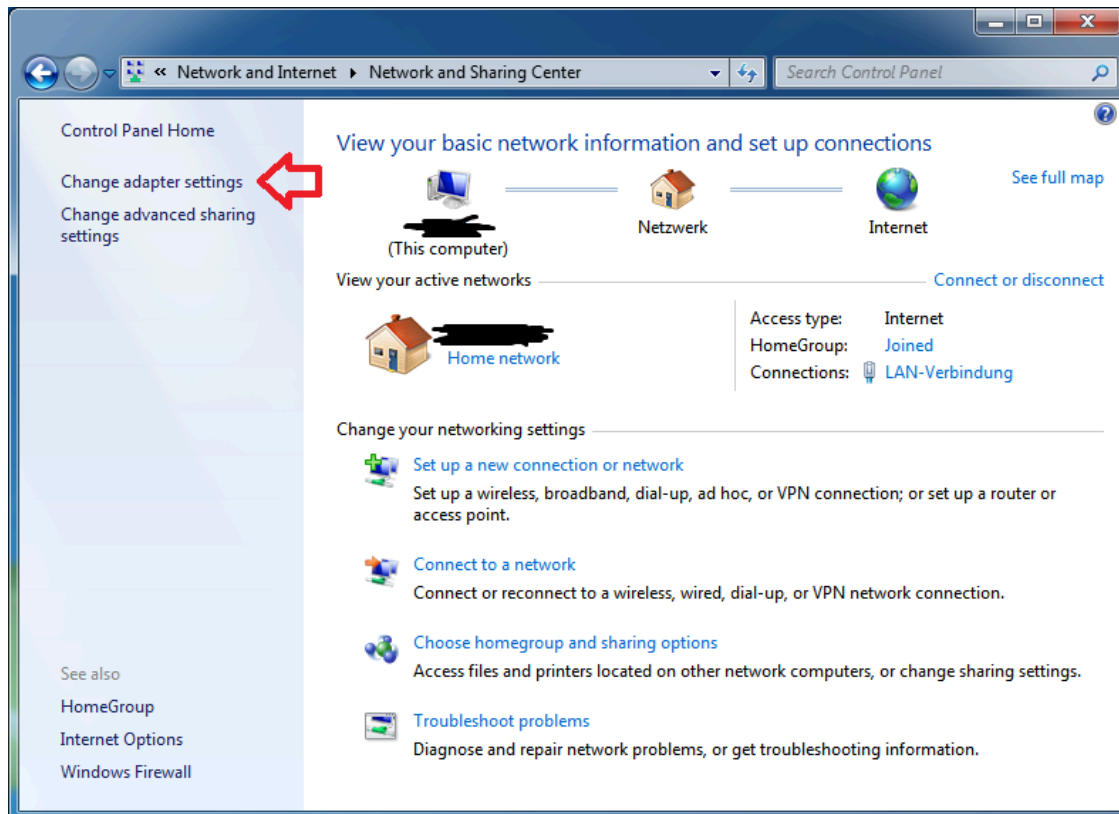 « Network and Internet ▸ Network and Sharing Center
Search Control Panel
Control Panel Home
Change adapter settings
Change advanced sharing
settings
See also
HomeGroup
Internet Options
Windows Firewall
View your basic network information and set up connections
See full map
(This computer)
Netzwerk
Internet
View your active networks
Connect or disconnect
Home network
Access type: Internet
HomeGroup: Joined
Connections: LAN-Verbindung
Change your networking settings
Set up a new connection or network
Set up a wireless, broadband, dial-up, ad hoc, or VPN connection; or set up a router or
access point.
Connect to a network
Connect or reconnect to a wireless, wired, dial-up, or VPN network connection.
Choose homegroup and sharing options
Access files and printers located on other network computers, or change sharing settings.
Troubleshoot problems
Diagnose and repair network problems, or get troubleshooting information.